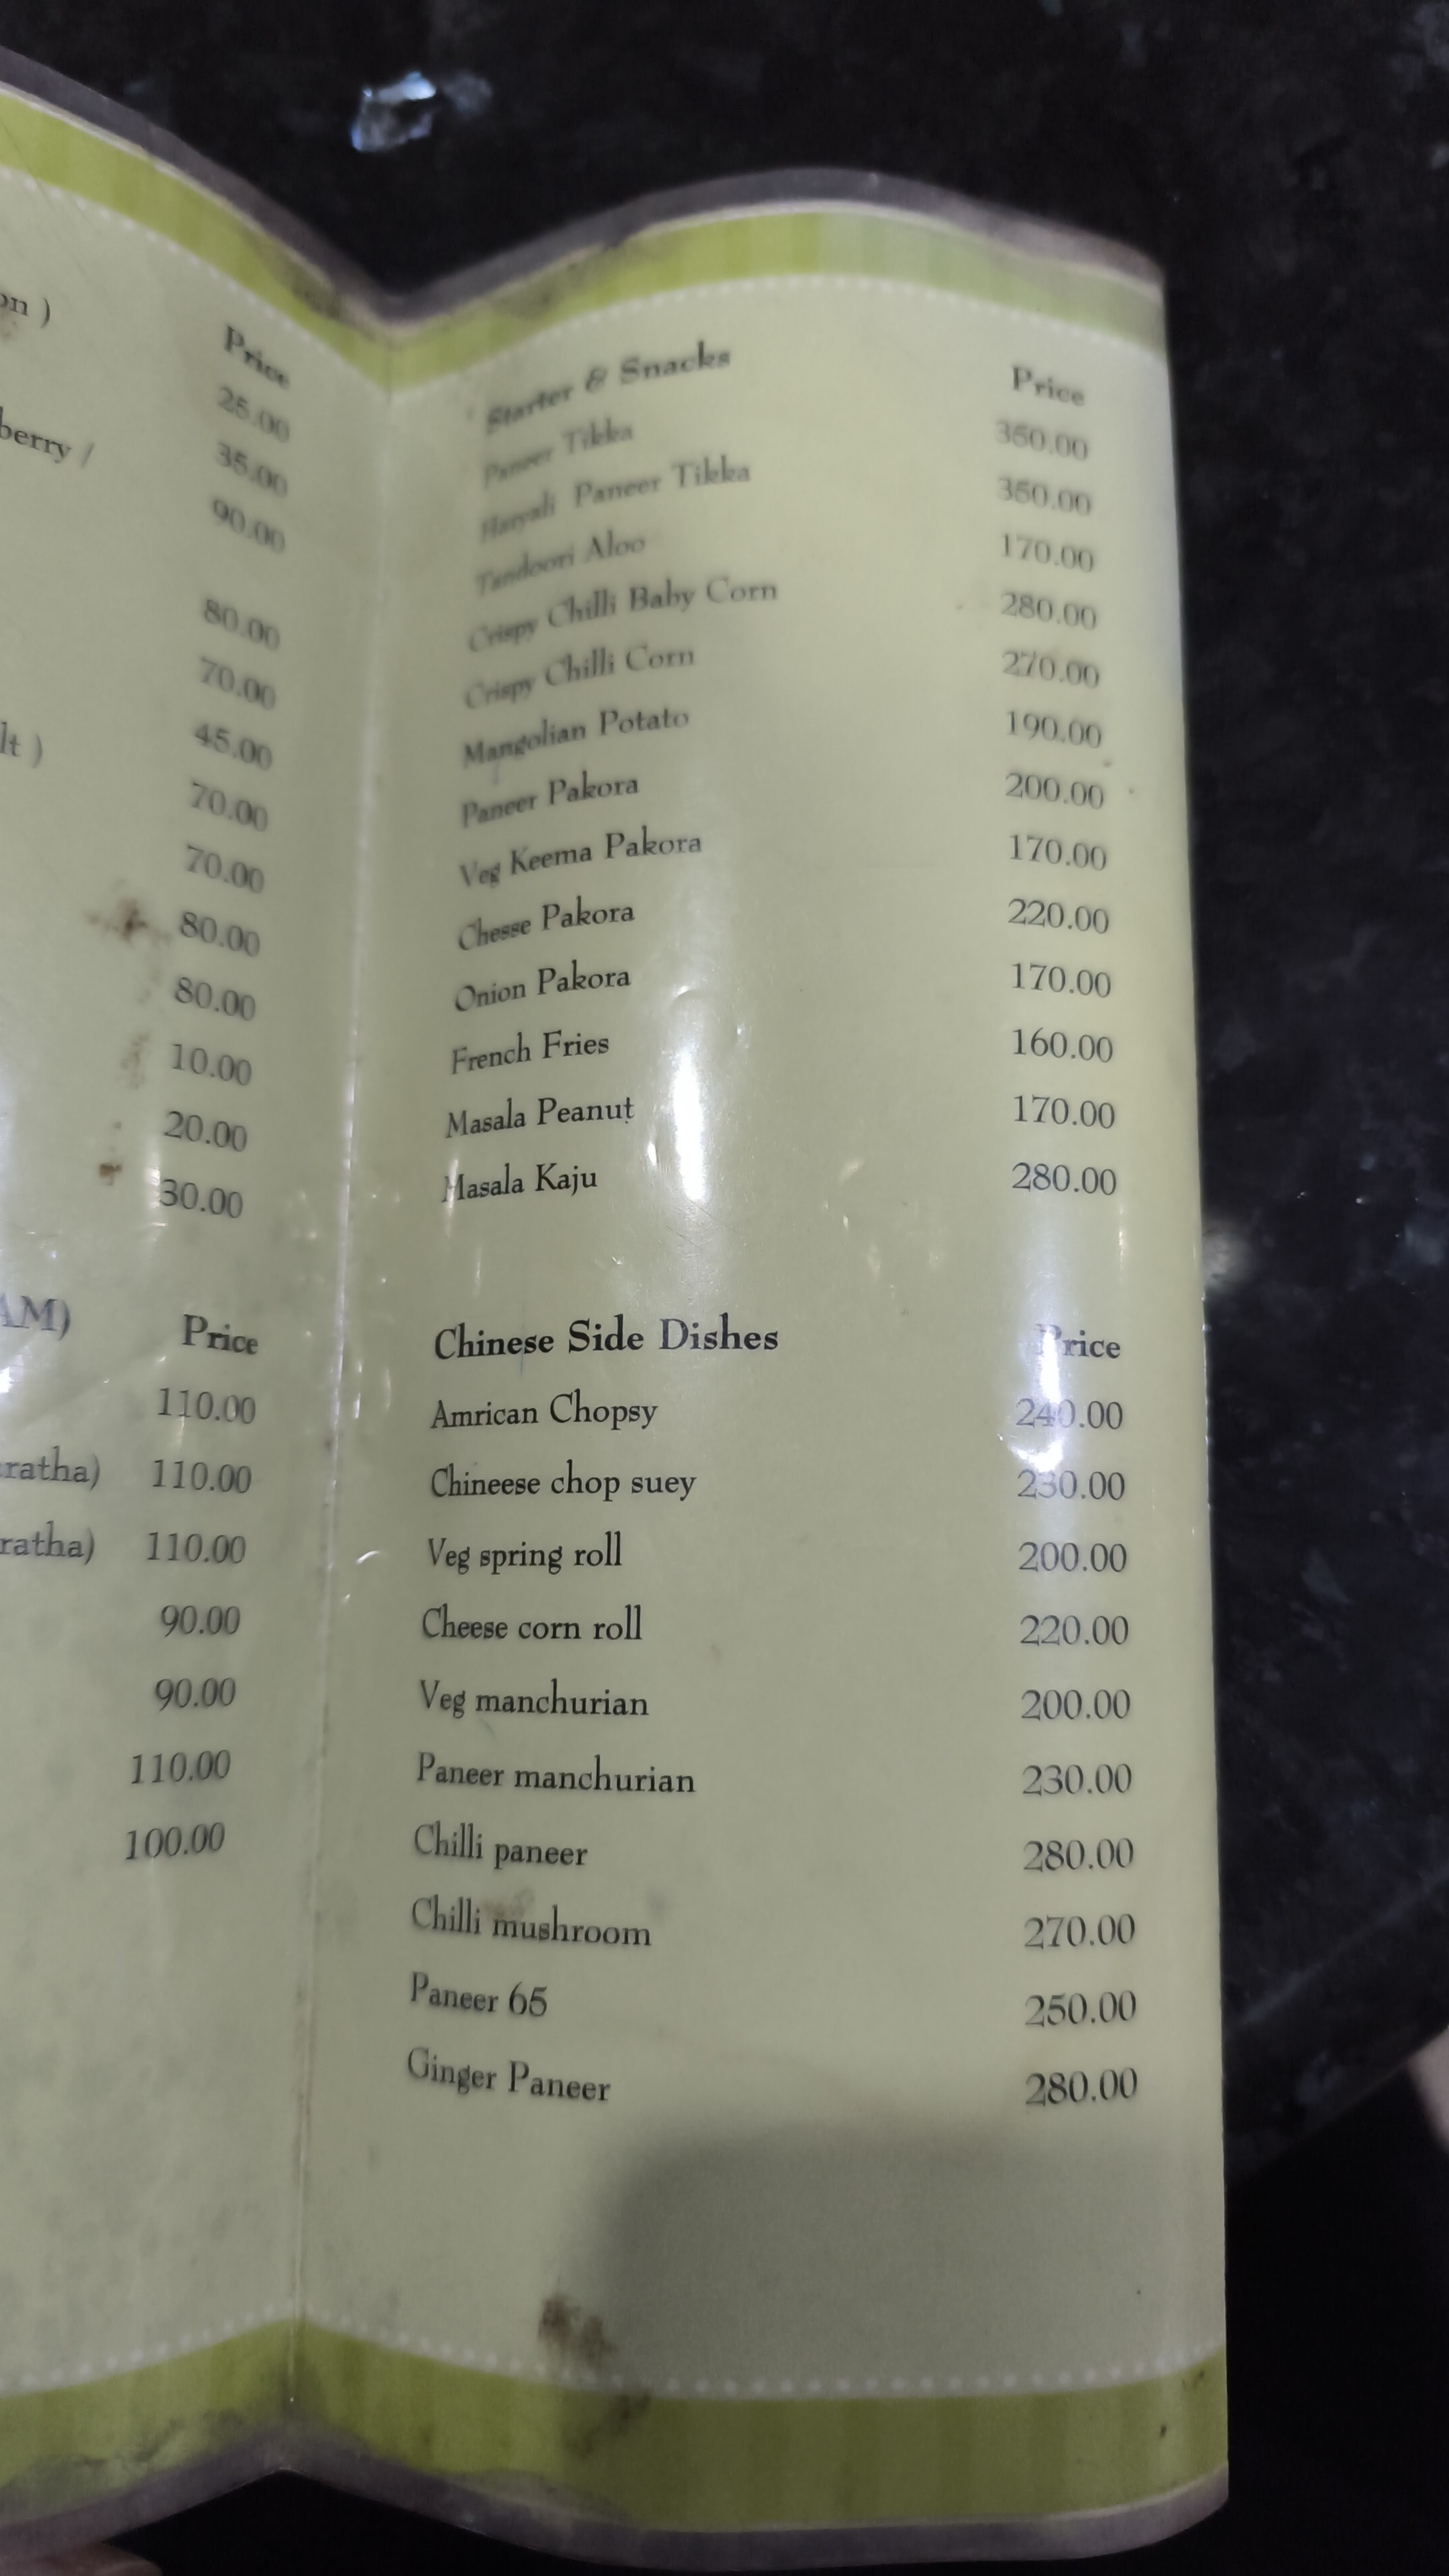 on )
Price
25.00
berry /
35.00
90.00
80.00
70.00
lt )
45.00
70.00
70.00
80.00
80.00
10.00
20.00
30.00
AM)
Price
110.00
ratha) 110.00
ratha) 110.00
90.00
90.00
110.00
100.00
Starter & Snacks Price
Paneer Tikka 350.00
Haryali Paneer Tikka 350.00
Tandoori Aloo 170.00
Crispy Chilli Baby Corn 280.00
Crispy Chilli Corn 270.00
Mangolian Potato 190.00
Paneer Pakora 200.00
Veg Keema Pakora 170.00
Chesse Pakora 220.00
Onion Pakora 170.00
French Fries 160.00
Masala Peanut 170.00
Masala Kaju 280.00
Chinese Side Dishes Price
Amrican Chopsy 240.00
Chineese chop suey 230.00
Veg spring roll 200.00
Cheese corn roll 220.00
Veg manchurian 200.00
Paneer manchurian 230.00
Chilli paneer 280.00
Chilli mushroom 270.00
Paneer 65 250.00
Ginger Paneer 280.00